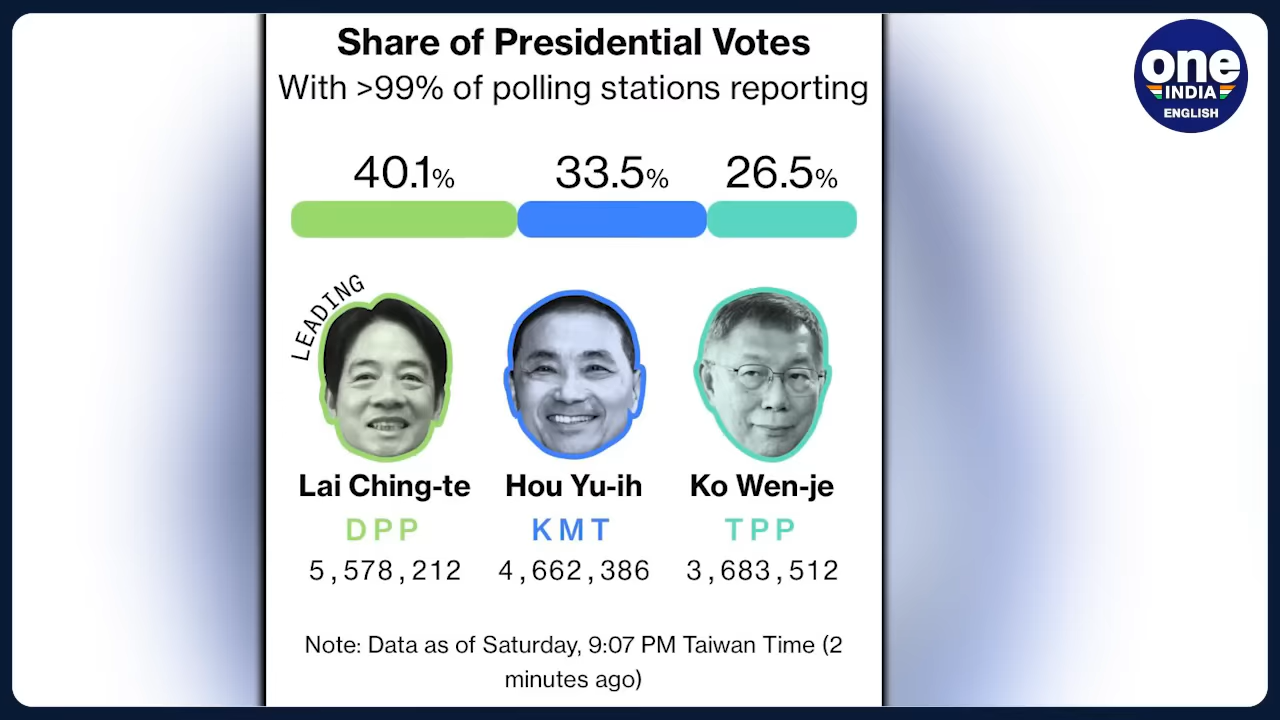 Share of Presidential Votes
With >99% of polling stations reporting
one
INDIA
ENGLISH
40.1% 33.5% 26.5%
LEADING
Lai Ching-te Hou Yu-ih Ko Wen-je
DPP KMT TPP
5,578,212 4,662,386 3,683,512
Note: Data as of Saturday, 9:07 PM Taiwan Time (2
minutes ago)